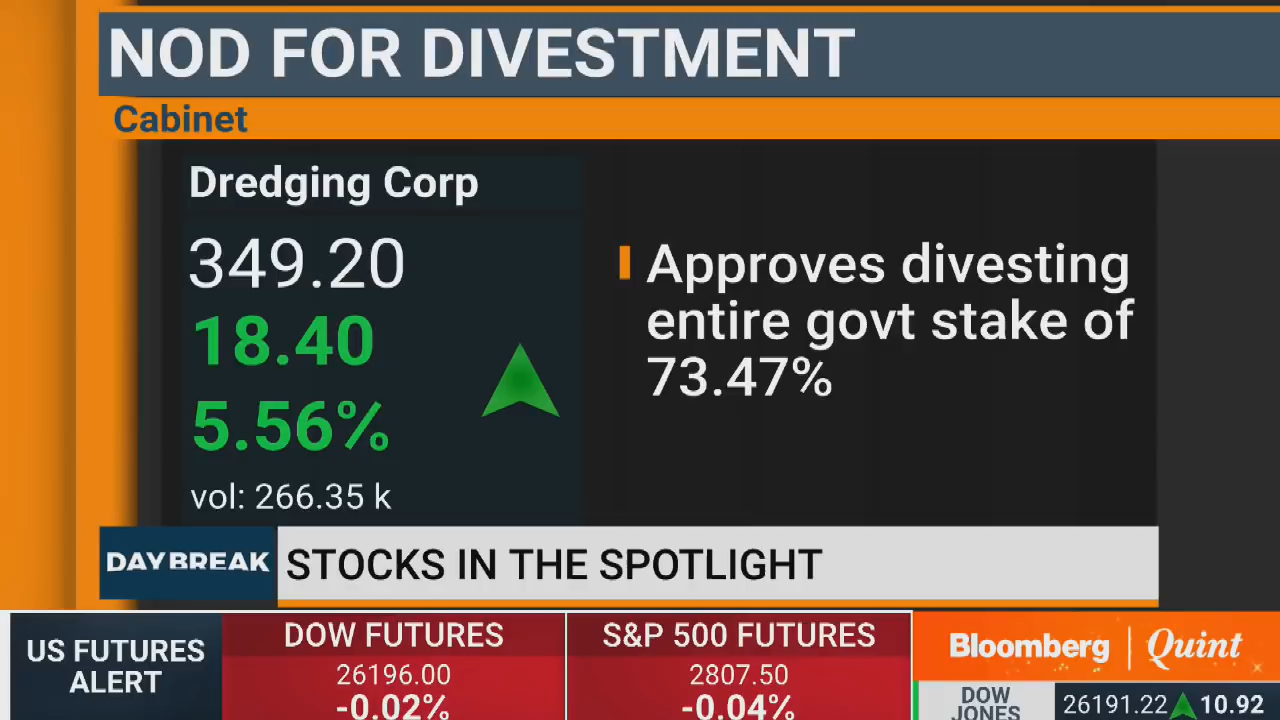 NOD FOR DIVESTMENT
Cabinet
Dredging Corp
349.20
18.40
5.56%
vol: 266.35 k
Approves divesting
entire govt stake of
73.47%
DAYBREAK
STOCKS IN THE SPOTLIGHT
US FUTURES
ALERT
DOW FUTURES
26196.00
-0.02%
S&P 500 FUTURES
2807.50
-0.04%
Bloomberg | Quint
DOW
JONES
26191.22
10.92